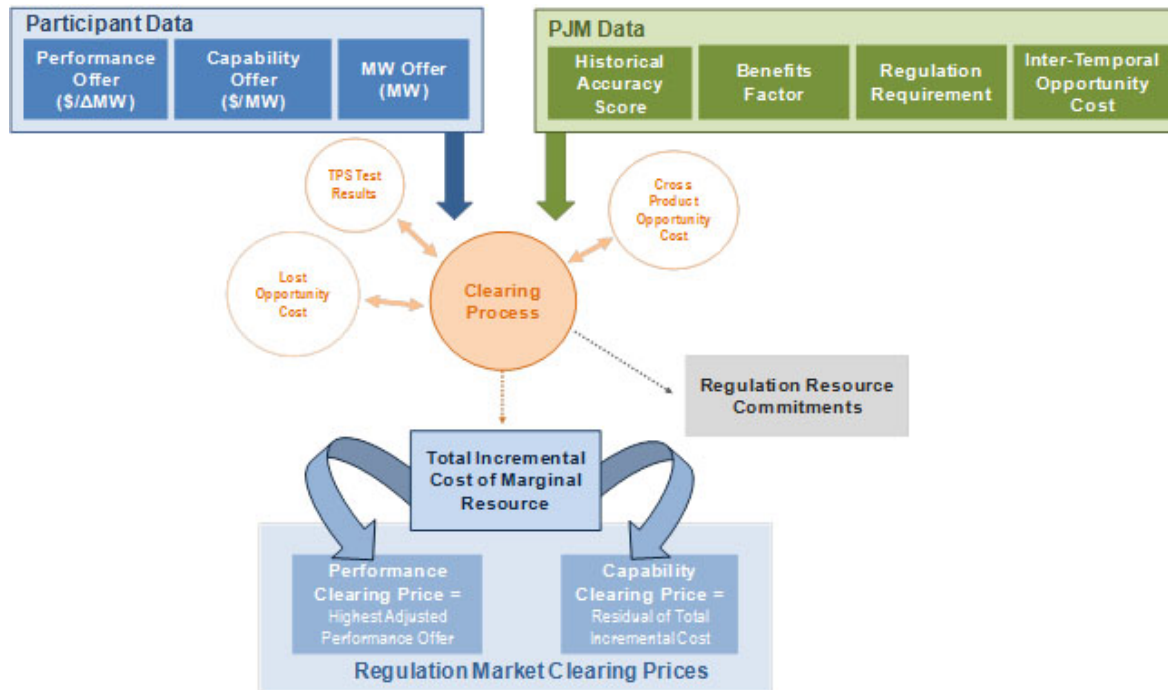 Participant Data
Performance
Offer
($/ΔMW)
Capability
Offer
($/MW)
MW Offer
(MW)
PJM Data
Historical
Accuracy
Score
Benefits
Factor
Regulation
Requirement
Inter-Temporal
Opportunity
Cost
TPS Test
Results
Cross
Product
Opportunity
Cost
Lost
Opportunity
Cost
Clearing
Process
Regulation Resource
Commitments
Total Incremental
Cost of Marginal
Resource
Performance
Clearing Price =
Highest Adjusted
Performance Offer
Capability
Clearing Price =
Residual of Total
Incremental Cost
Regulation Market Clearing Prices